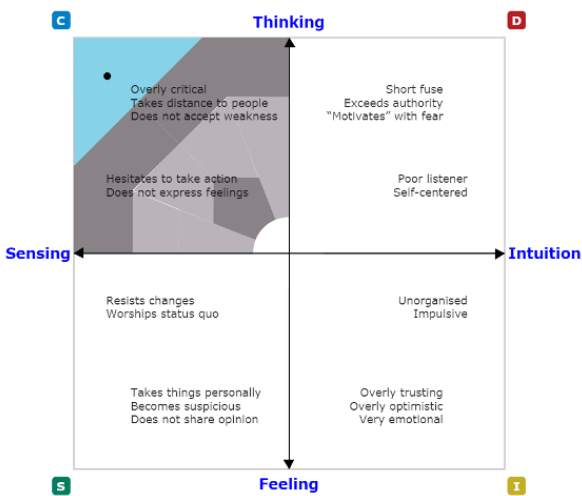 C
Thinking
D
Overly critical
Takes distance to people
Does not accept weakness
Short fuse
Exceeds authority
“Motivates” with fear
Hesitates to take action
Does not express feelings
Poor listener
Self-centered
Sensing
Intuition
Resists changes
Worships status quo
Unorganised
Impulsive
Takes things personally
Becomes suspicious
Does not share opinion
Overly trusting
Overly optimistic
Very emotional
S
Feeling
I